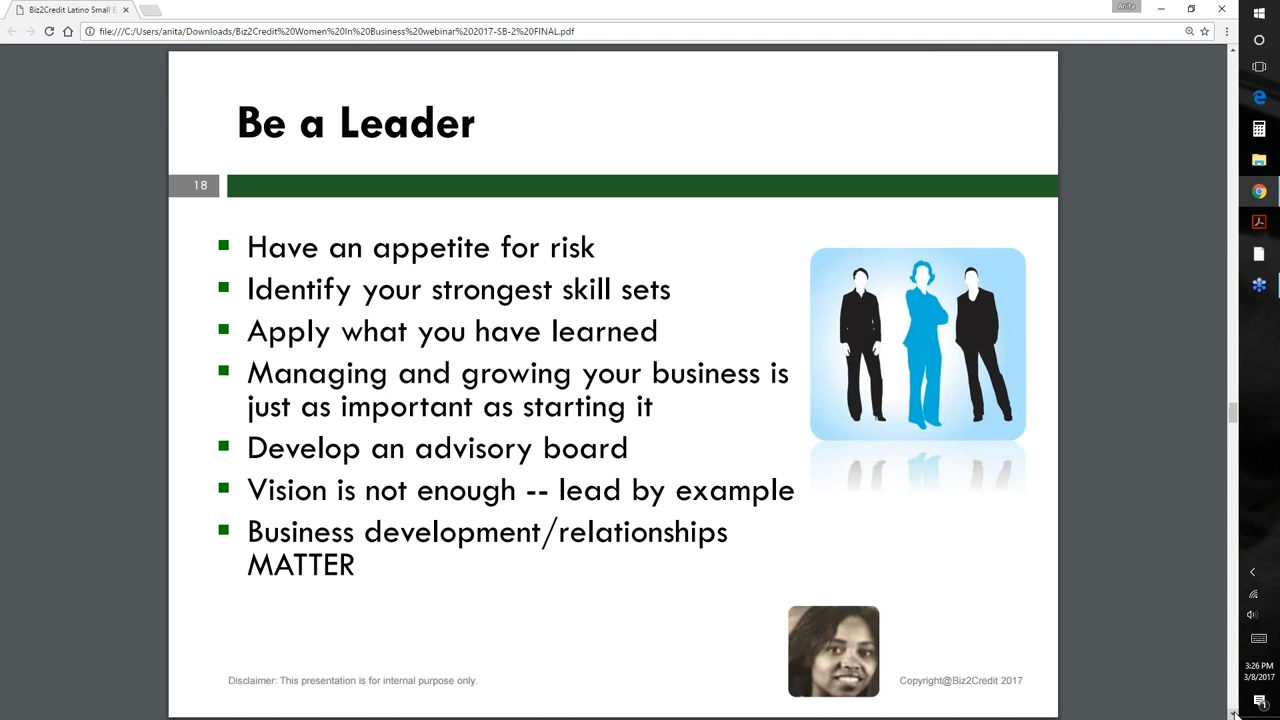 Biz2Credit Latino Small B
Anita
file:///C:/Users/anita/Downloads/Biz2Credit%20Women%20In%20Business%20webinar%202017-SB-2%20FINAL.pdf
Be a Leader
18
Have an appetite for risk
Identify your strongest skill sets
Apply what you have learned
Managing and growing your business is
just as important as starting it
Develop an advisory board
Vision is not enough -- lead by example
Business development/relationships
MATTER
Disclaimer: This presentation is for internal purpose only.
Copyright@Biz2Credit 2017
3:26 PM
3/8/2017
1